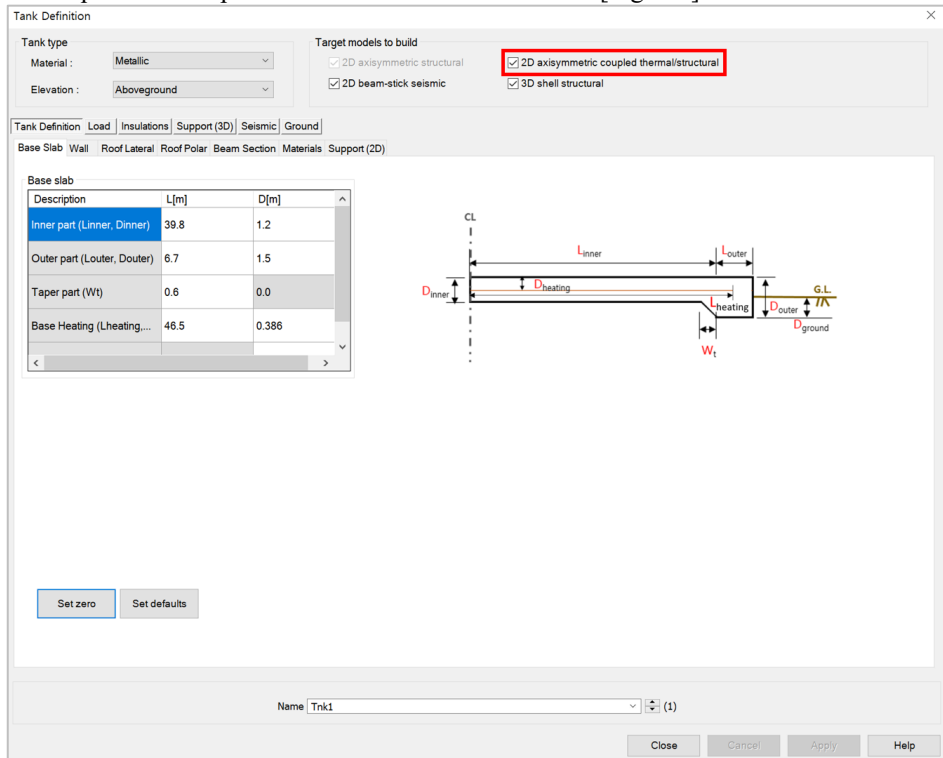 Tank Definition
Tank type
Material :
Metallic
Elevation :
Aboveground
Target models to build
2D axisymmetric structural
2D axisymmetric coupled thermal/structural
2D beam-stick seismic
3D shell structural
Tank Definition Load Insulations Support (3D) Seismic Ground
Base Slab Wall Roof Lateral Roof Polar Beam Section Materials Support (2D)
Base slab
Description L[m] D[m]
Inner part (Linner, Dinner) 39.8 1.2
Outer part (Louter, Douter) 6.7 1.5
Taper part (Wt) 0.6 0.0
Base Heating (Lheating,... 46.5 0.386
CL
Linner
Louter
Dinner
Dheating
Lheating
Douter
G.L.
Dground
Wt
Set zero
Set defaults
Name Tnk1 (1)
Close Cancel Apply Help